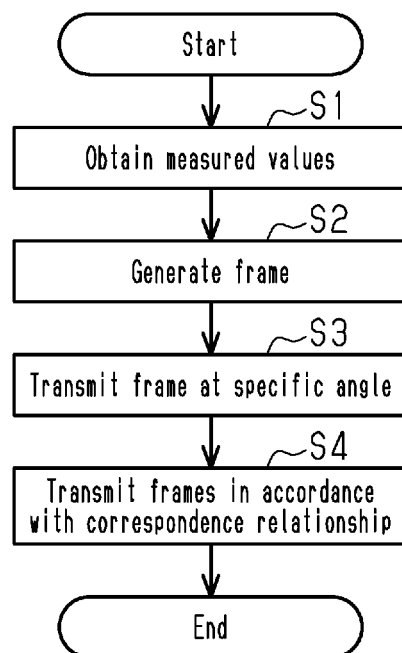 Start
S1
Obtain measured values
S2
Generate frame
S3
Transmit frame at specific angle
S4
Transmit frames in accordance
with correspondence relationship
End